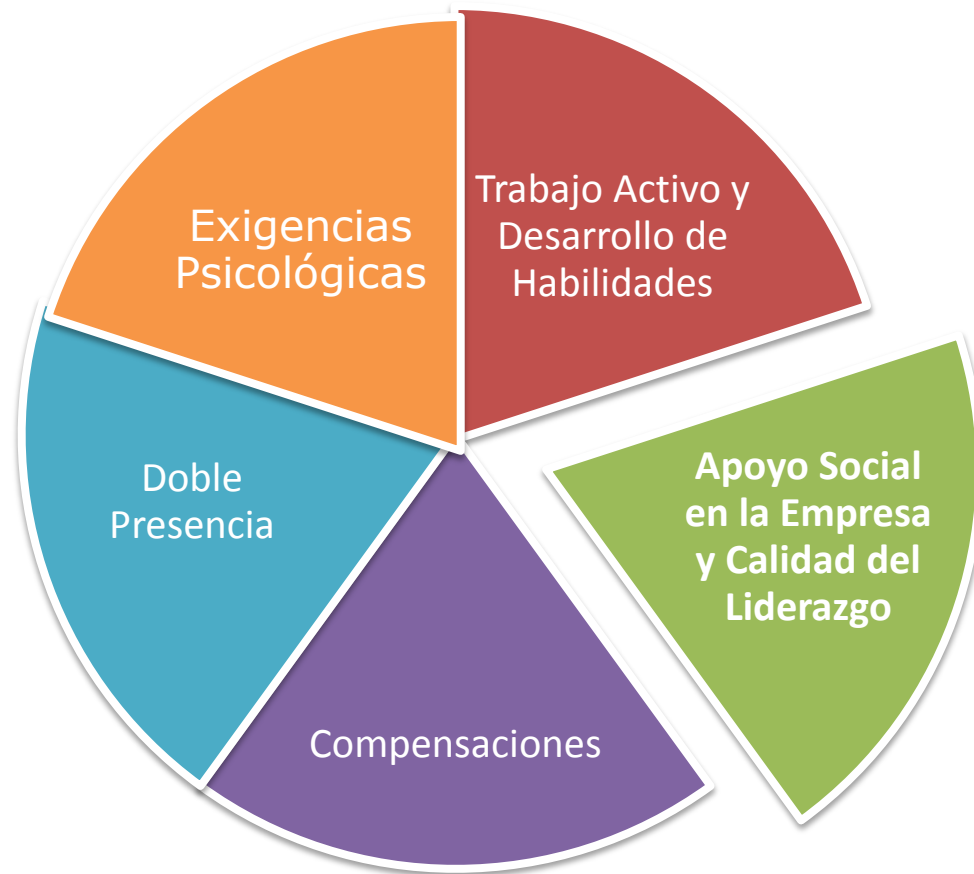 Exigencias
Psicológicas
Trabajo Activo y
Desarrollo de
Habilidades
Apoyo Social
en la Empresa
y Calidad del
Liderazgo
Compensaciones
Doble
Presencia